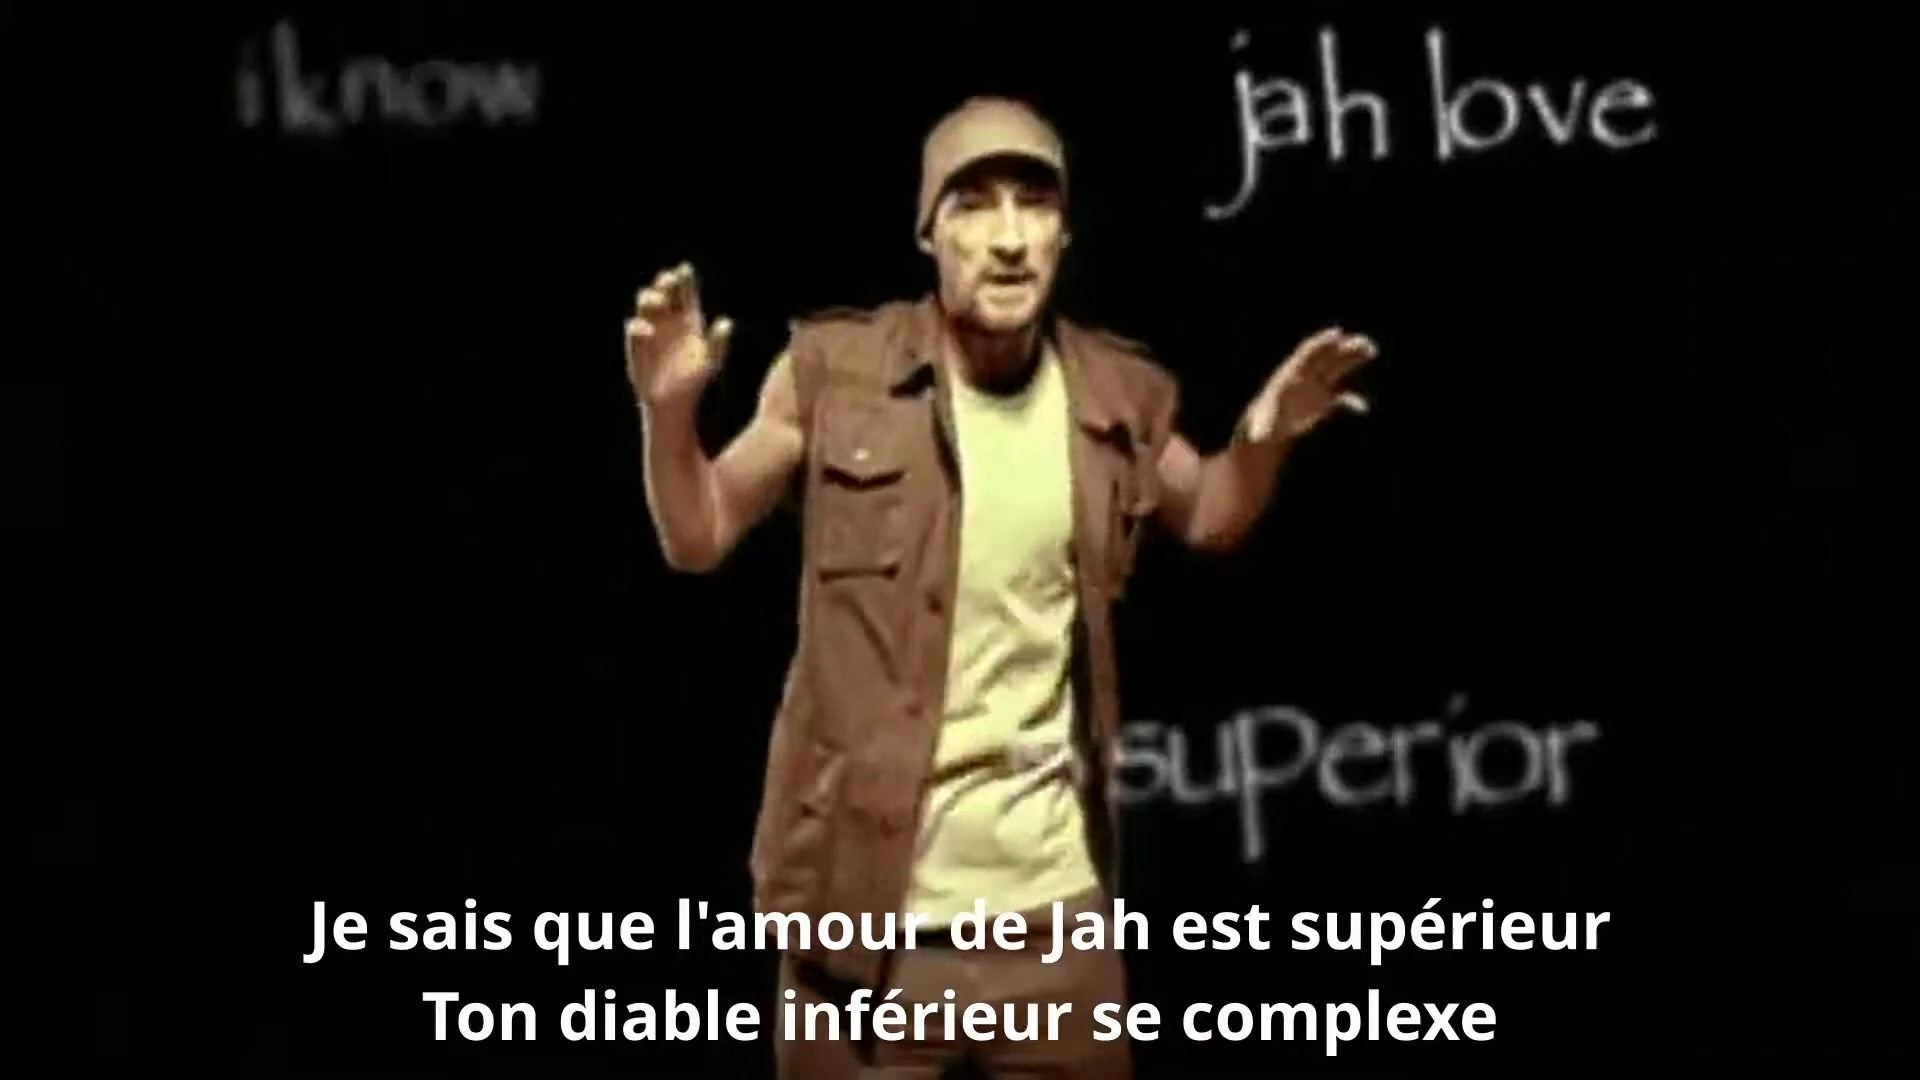 i know
jah love
superior
Je sais que l'amour de Jah est supérieur
Ton diable inférieur se complexe